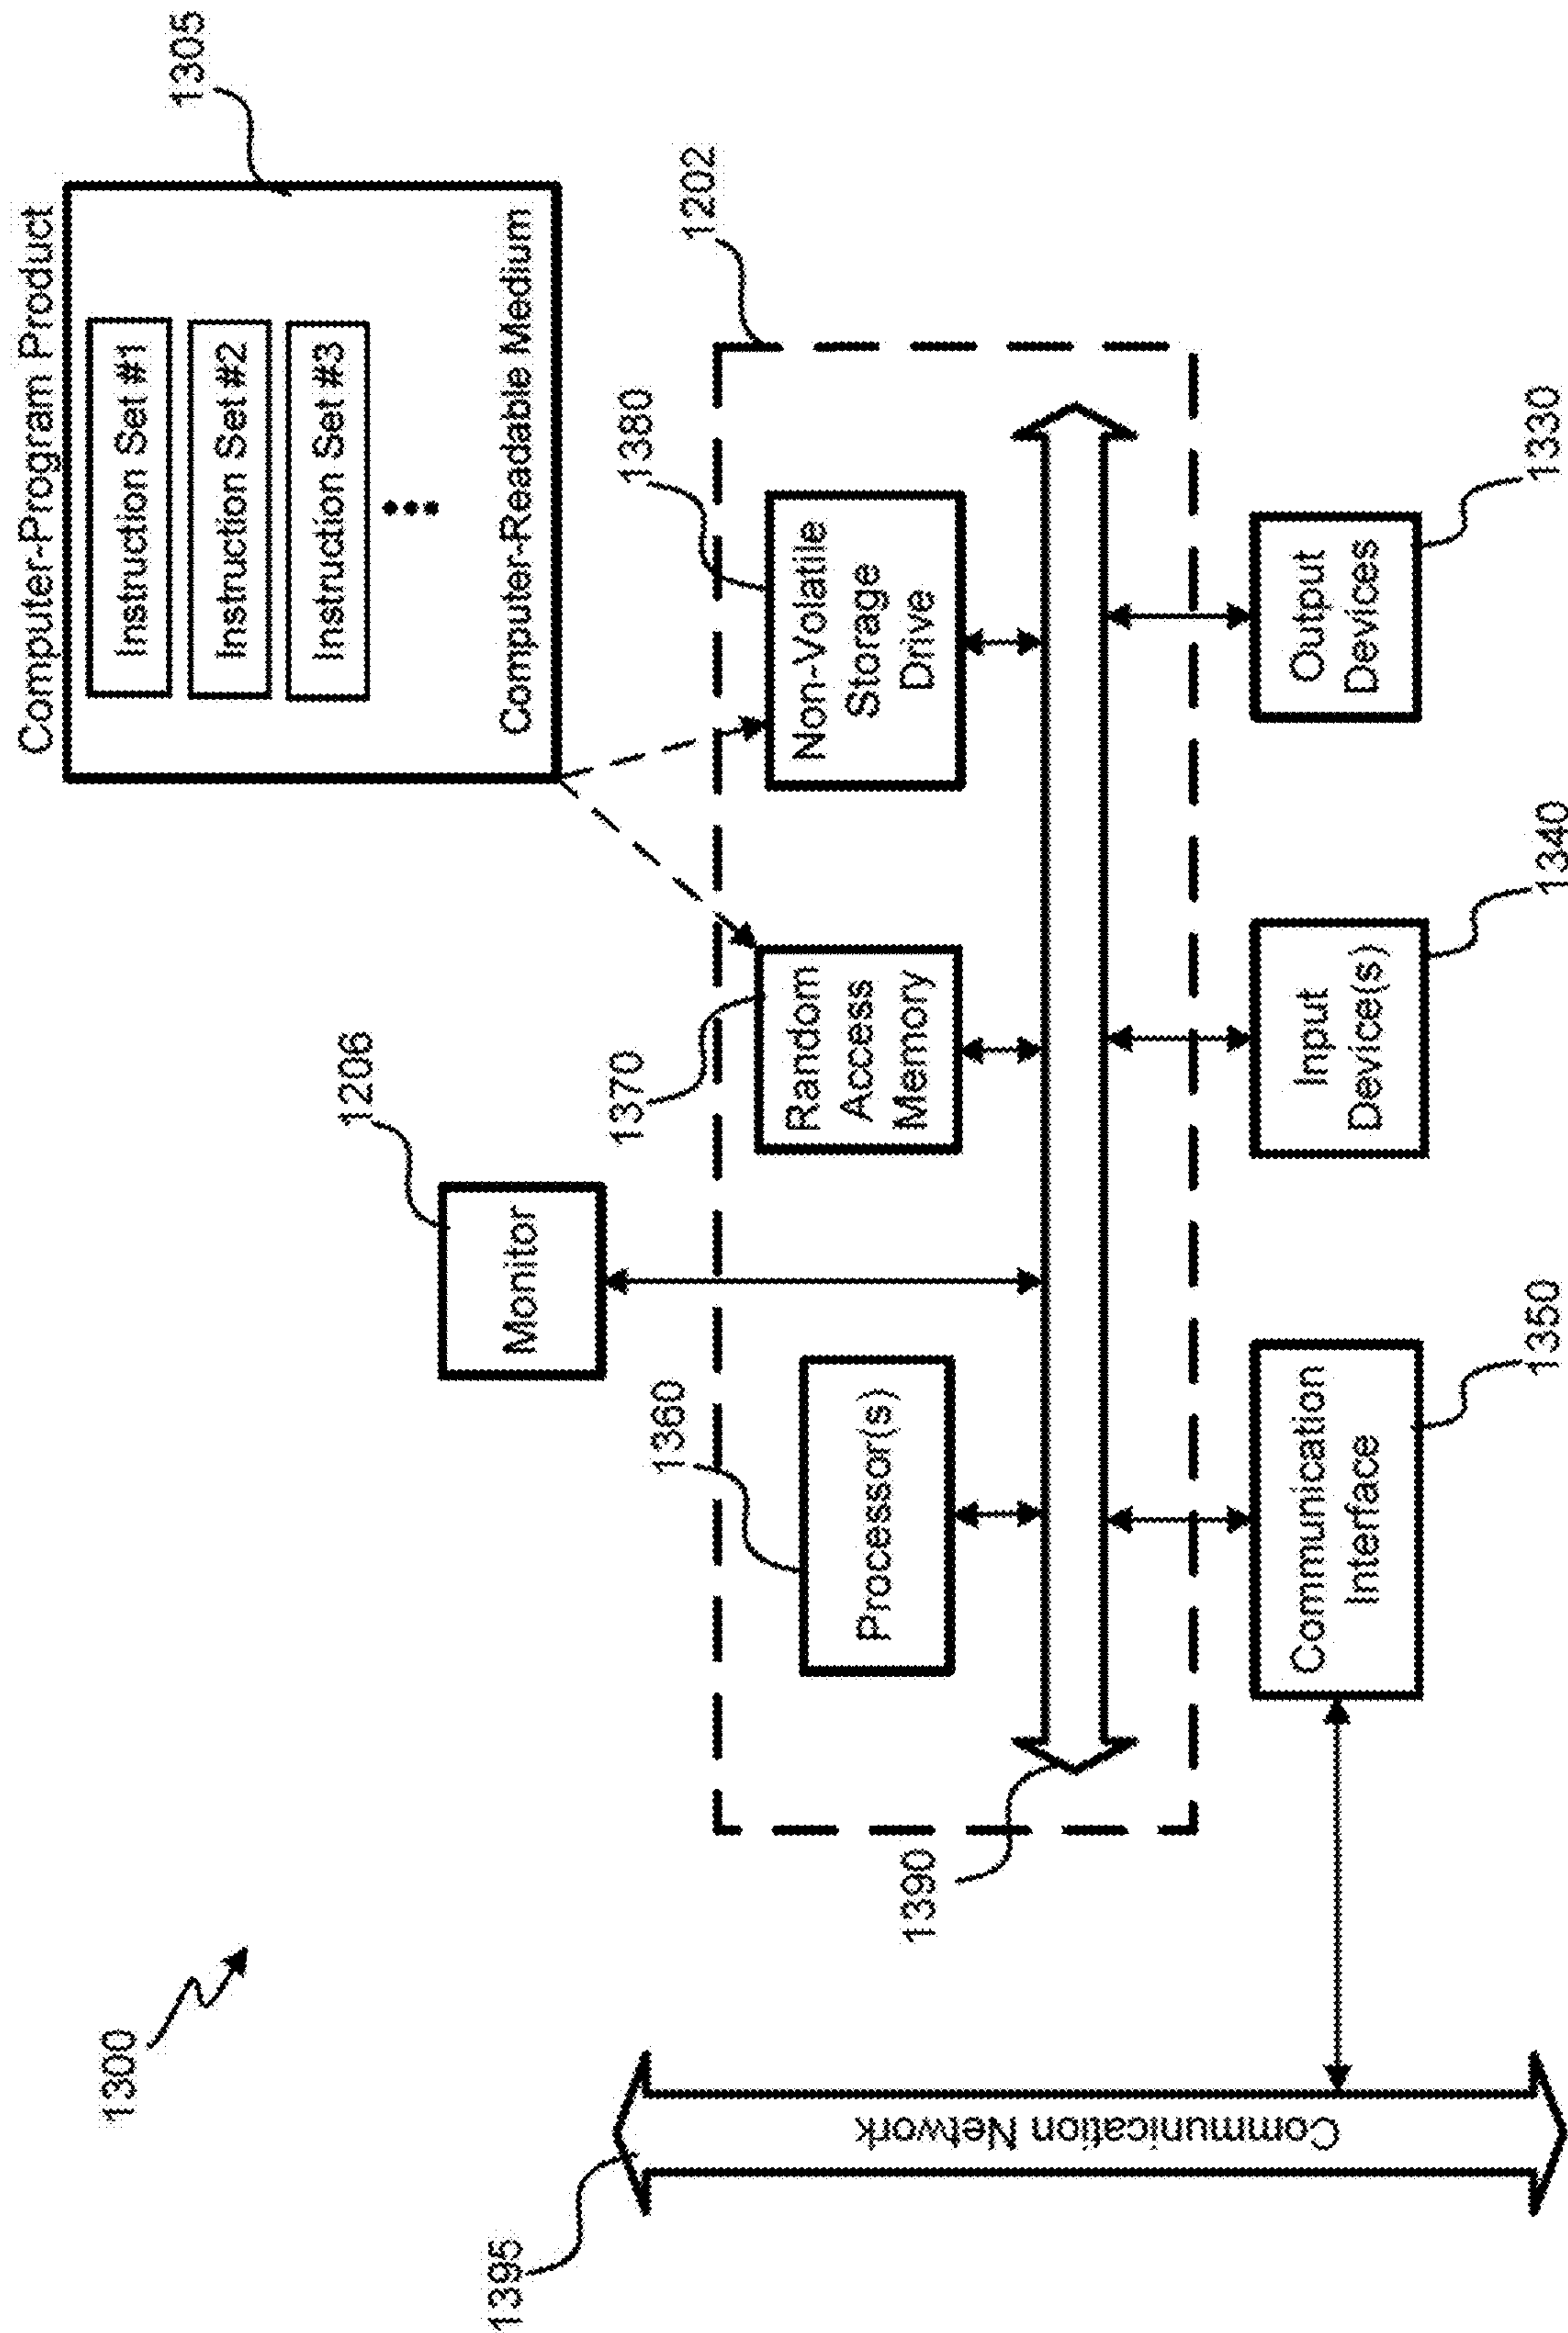 1300
Computer-Program Product
Instruction Set #1
Instruction Set #2
Instruction Set #3
Computer-Readable Medium
1305
Monitor
1206
1202
1360
Processor(s)
1370
Random
Access
Memory
1380
Non-Volatile
Storage
Drive
1390
1395
Communication Network
Communication
Interface
1350
Input
Device(s)
1340
Output
Devices
1330